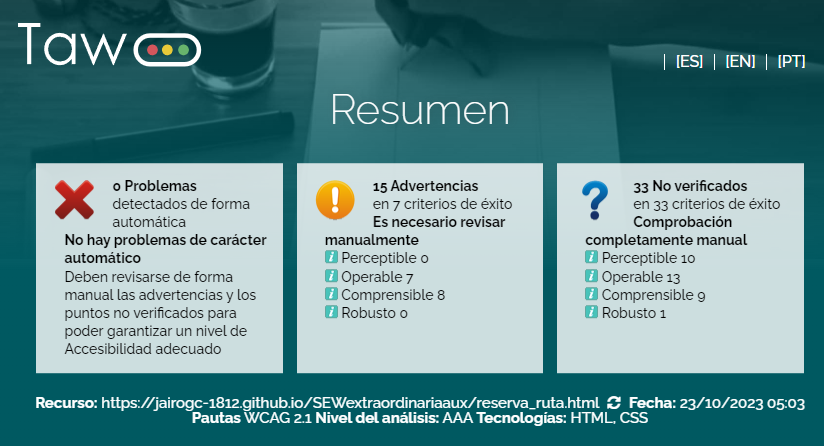 Taw
[ES] [EN] [PT]
Resumen
0 Problemas
detectados de forma
automática
No hay problemas de carácter
automático
Deben revisarse de forma
manual las advertencias y los
puntos no verificados para
poder garantizar un nivel de
Accesibilidad adecuado
15 Advertencias
en 7 criterios de éxito
Es necesario revisar
manualmente
i Perceptible 0
i Operable 7
i Comprensible 8
i Robusto 0
33 No verificados
en 33 criterios de éxito
Comprobación
completamente manual
i Perceptible 10
i Operable 13
i Comprensible 9
i Robusto 1
Recurso: https://jairogc-1812.github.io/SEWextraordinariaaux/reserva_ruta.html Fecha: 23/10/2023 05:03
Pautas WCAG 2.1 Nivel del análisis: AAA Tecnologías: HTML, CSS